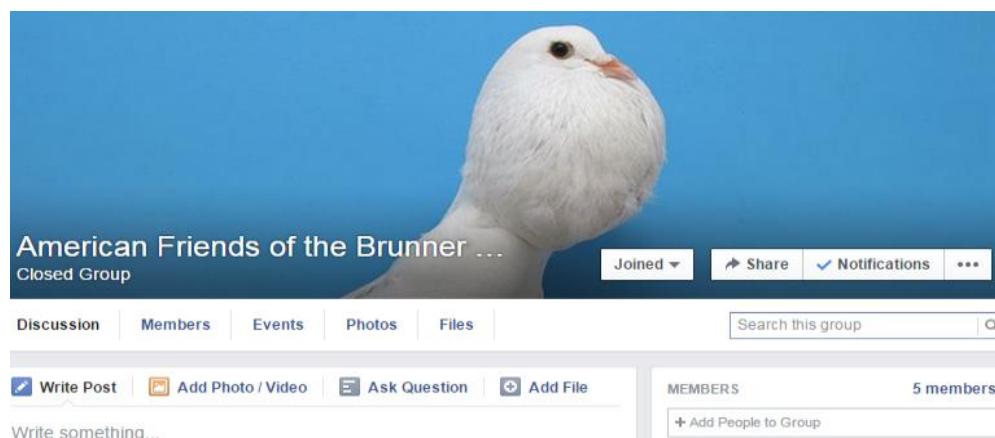 American Friends of the Brunner ...
Closed Group
Joined
Share
Notifications
Discussion
Members
Events
Photos
Files
Search this group
Write Post
Add Photo / Video
Ask Question
Add File
Write something...
MEMBERS
5 members
+ Add People to Group